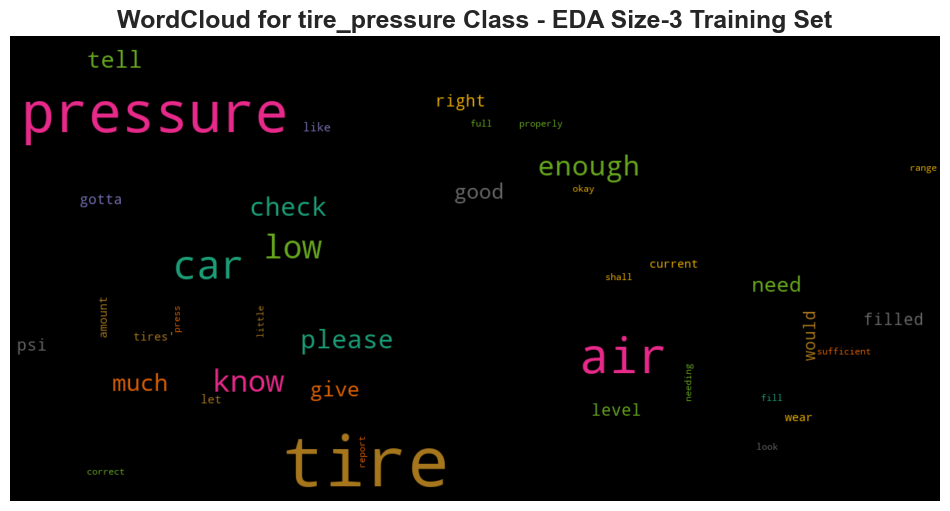 WordCloud for tire_pressure Class - EDA Size-3 Training Set
tell
pressure
right
like
full
properly
enough
range
okay
good
gotta
check
low
car
current
shall
need
amount
press
little
tires'
psi
please
filled
would
sufficient
air
know
much
give
let
needing
fill
level
wear
look
tire
report
correct